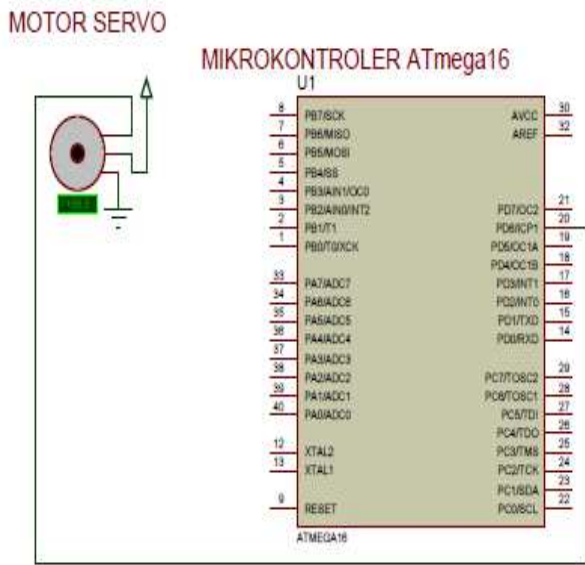 MOTOR SERVO
MIKROKONTROLER ATmega16
U1
8 PB7/SCK AVCC 30
7 PB6/MISO AREF 32
6 PB5/MOSI
5 PB4/SS
4 PB3/AIN1/OC0
3 PB2/AIN0/INT2 PD7/OC2 21
2 PB1/T1 PD6/ICP1 20
1 PB0/T0/XCK PD5/OC1A 19
PD4/OC1B 18
33 PA7/ADC7 PD3/INT1 17
34 PA6/ADC6 PD2/INT0 16
35 PA5/ADC5 PD1/TXD 15
36 PA4/ADC4 PD0/RXD 14
37 PA3/ADC3
38 PA2/ADC2 PC7/TOSC2 29
39 PA1/ADC1 PC6/TOSC1 28
40 PA0/ADC0 PC5/TDI 27
PC4/TDO 26
12 XTAL2 PC3/TMS 25
13 XTAL1 PC2/TCK 24
PC1/SDA 23
9 RESET PC0/SCL 22
ATMEGA16